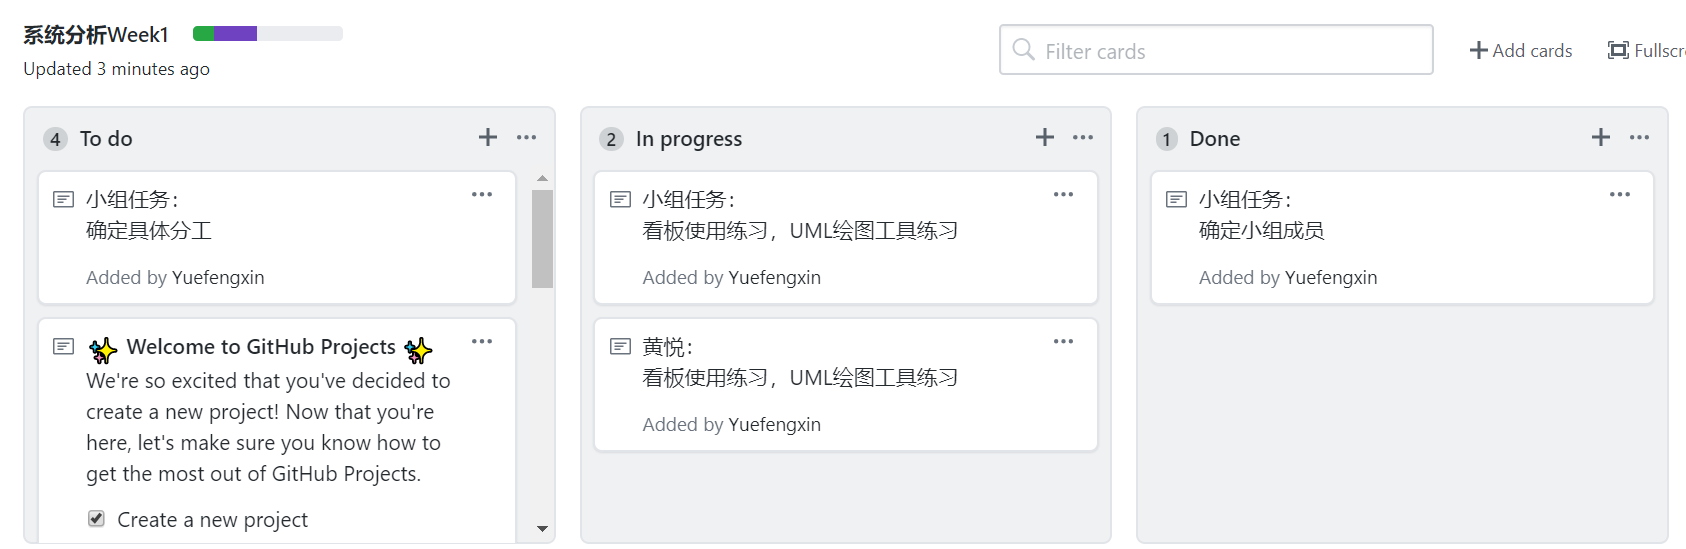 系统分析Week1
Updated 3 minutes ago
Filter cards
Add cards
Fullscr
4 To do
小组任务：
确定具体分工
Added by Yuefengxin
✨ Welcome to GitHub Projects ✨
We're so excited that you've decided to
create a new project! Now that you're
here, let's make sure you know how to
get the most out of GitHub Projects.
Create a new project
2 In progress
小组任务：
看板使用练习，UML绘图工具练习
Added by Yuefengxin
黄悦：
看板使用练习，UML绘图工具练习
Added by Yuefengxin
1 Done
小组任务：
确定小组成员
Added by Yuefengxin